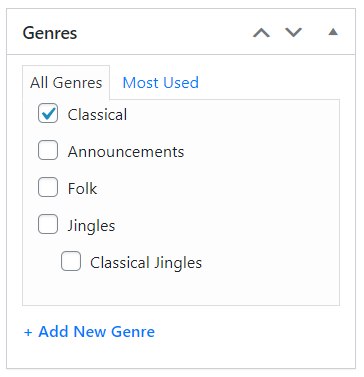 Genres
All Genres Most Used
Classical
Announcements
Folk
Jingles
Classical Jingles
+ Add New Genre